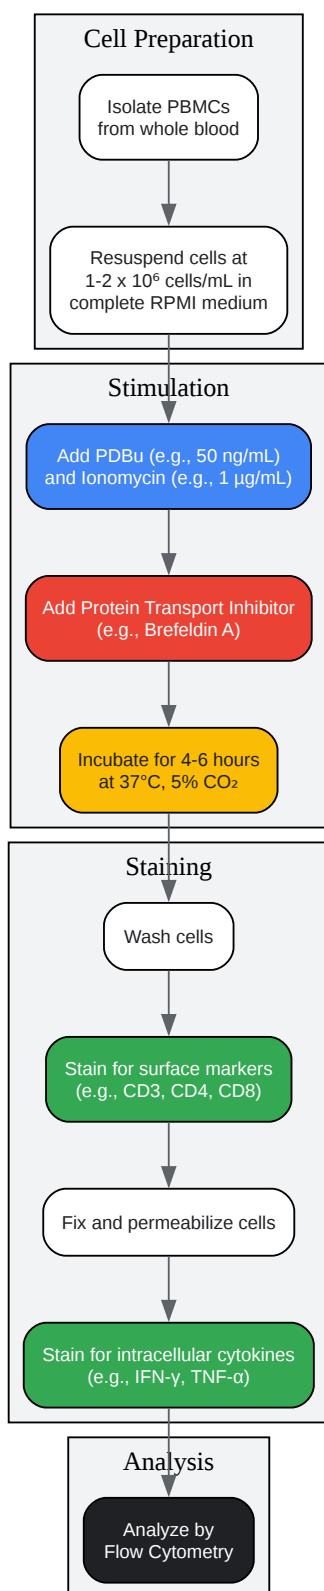 Cell Preparation
Isolate PBMCs
from whole blood
Resuspend cells at
1-2 x 10⁶ cells/mL in
complete RPMI medium
Stimulation
Add PDBu (e.g., 50 ng/mL)
and Ionomycin (e.g., 1 µg/mL)
Add Protein Transport Inhibitor
(e.g., Brefeldin A)
Incubate for 4-6 hours
at 37°C, 5% CO₂
Staining
Wash cells
Stain for surface markers
(e.g., CD3, CD4, CD8)
Fix and permeabilize cells
Stain for intracellular cytokines
(e.g., IFN-γ, TNF-α)
Analysis
Analyze by
Flow Cytometry